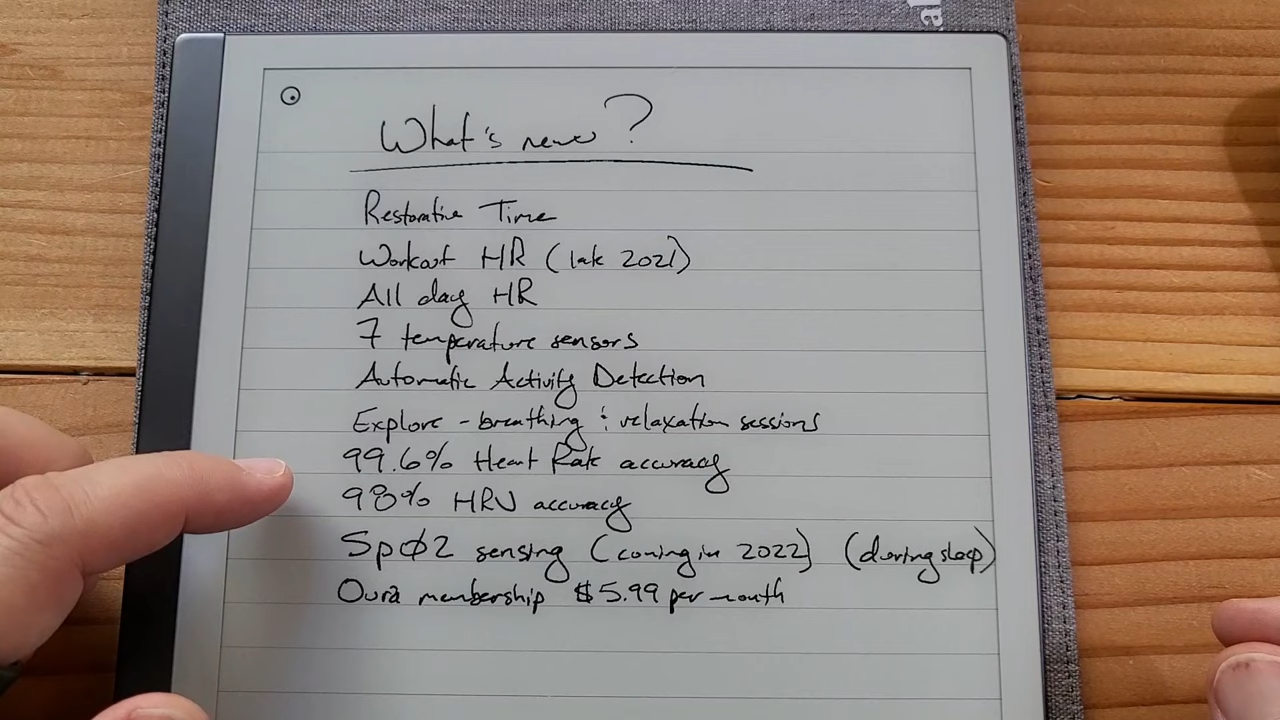 What's new?
Restorative Time
Workout HR (late 2021)
All day HR
7 temperature sensors
Automatic Activity Detection
Explore - breathing & relaxation sessions
99.6% Heart Rate accuracy
98% HRV accuracy
SpO2 sensing (coming in 2022) (during sleep)
Oura membership $5.99 per month